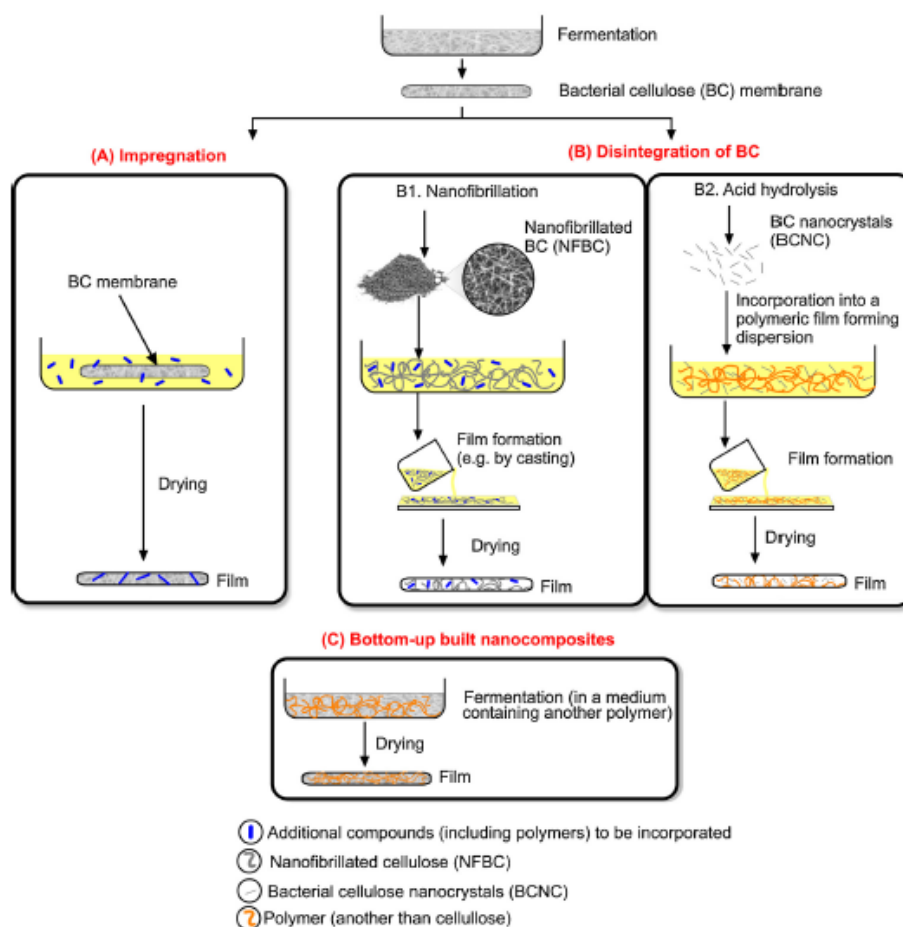 Fermentation
Bacterial cellulose (BC) membrane
(A) Impregnation
(B) Disintegration of BC
BC membrane
Drying
Film
B1. Nanofibrillation
Nanofibrillated
BC (NFBC)
Film formation
(e.g. by casting)
Drying
Film
B2. Acid hydrolysis
BC nanocrystals
(BCNC)
Incorporation into a
polymeric film forming
dispersion
Film formation
Drying
Film
(C) Bottom-up built nanocomposites
Fermentation (in a medium
containing another polymer)
Drying
Film
Additional compounds (including polymers) to be incorporated
Nanofibrillated cellulose (NFBC)
Bacterial cellulose nanocrystals (BCNC)
Polymer (another than cellullose)